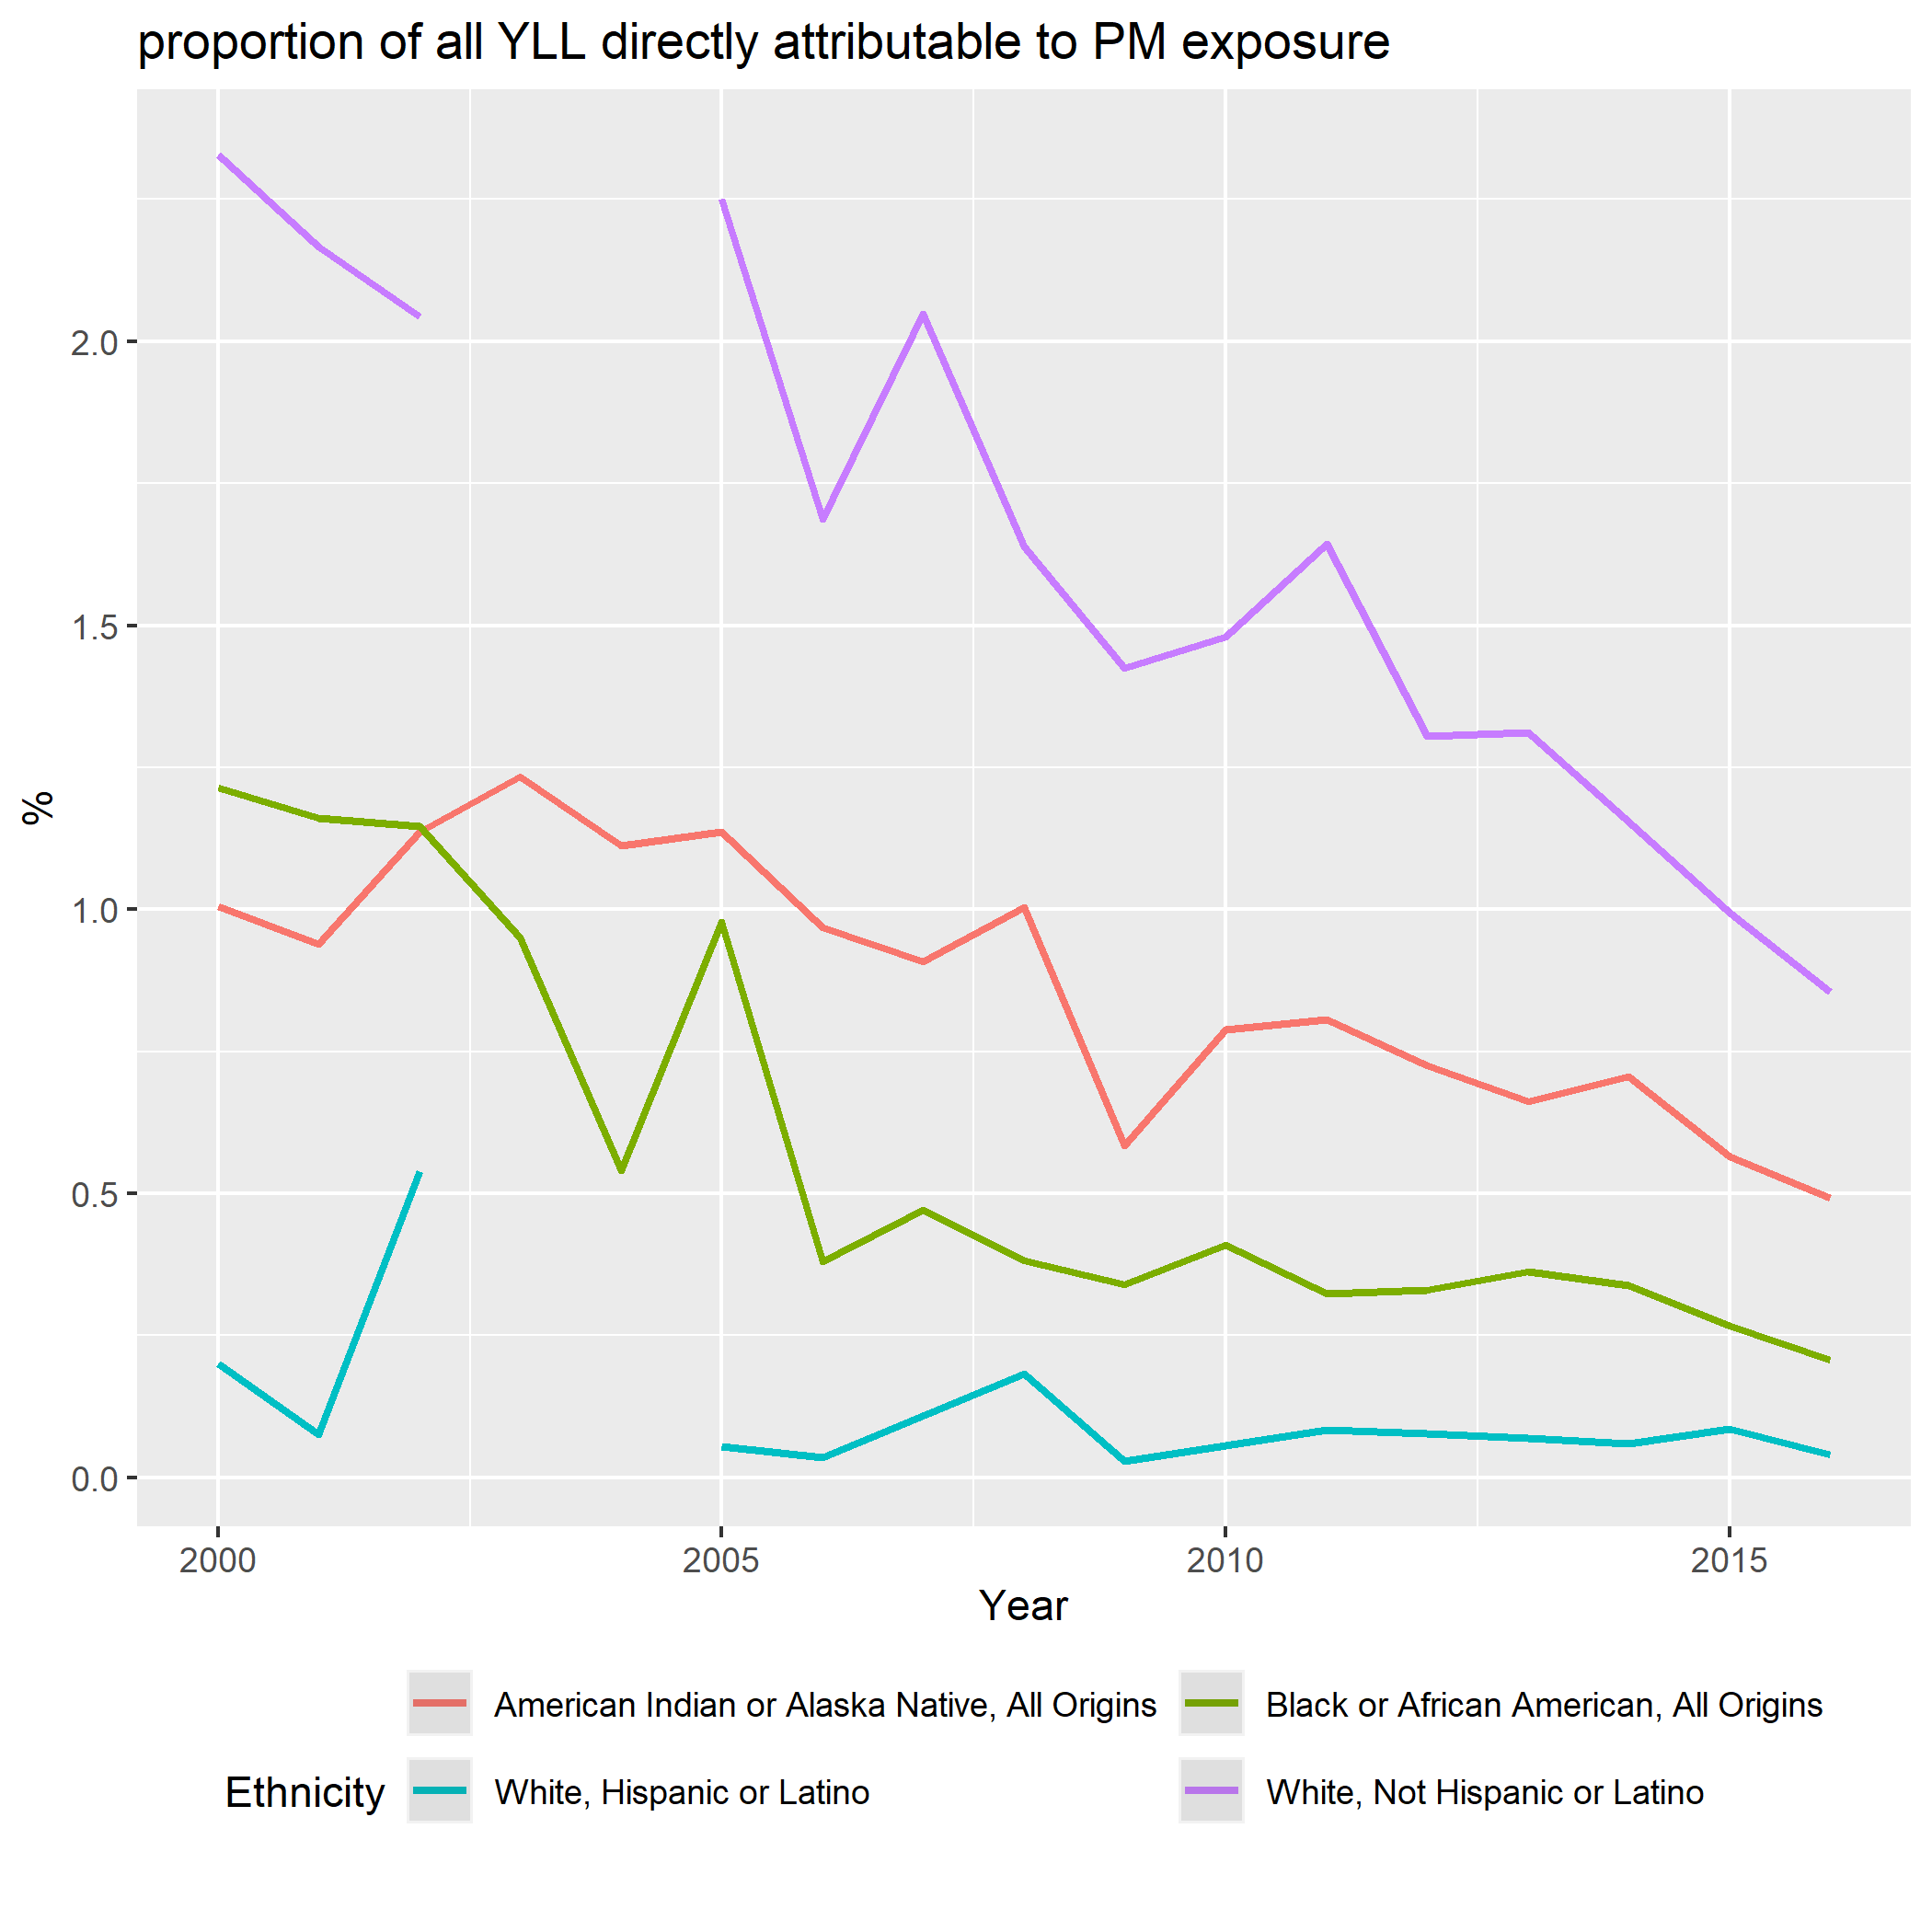 proportion of all YLL directly attributable to PM exposure
%
2.0
1.5
1.0
0.5
0.0
2000 2005 2010 2015
Year
Ethnicity
American Indian or Alaska Native, All Origins
Black or African American, All Origins
White, Hispanic or Latino
White, Not Hispanic or Latino